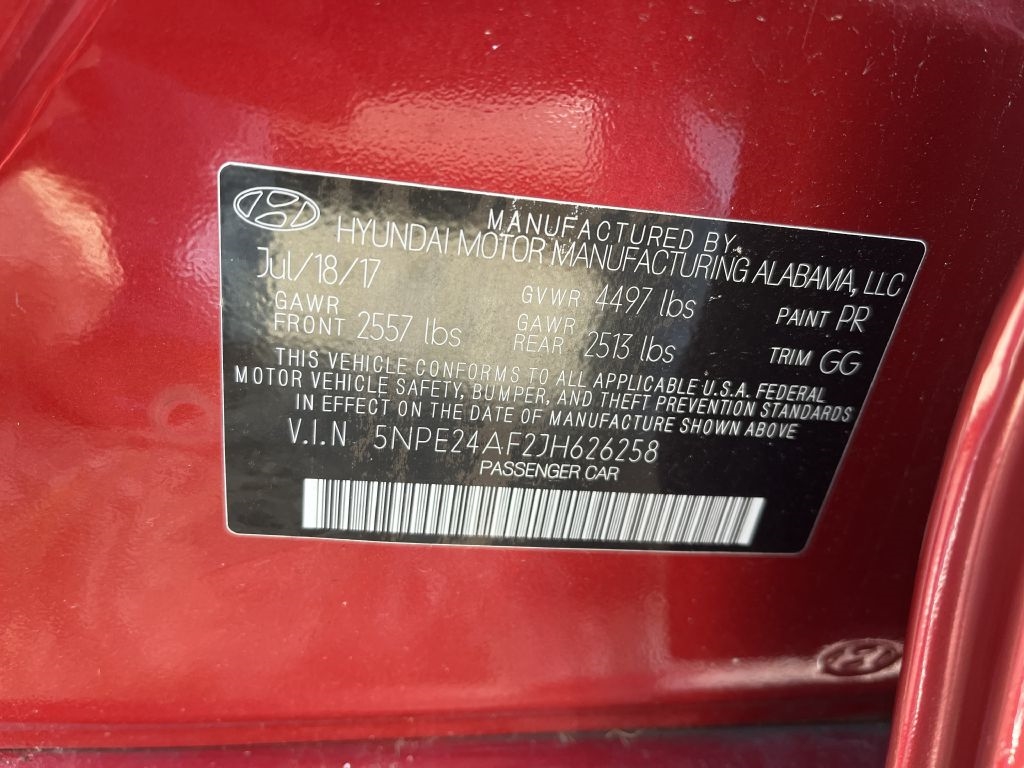 MANUFACTURED BY
HYUNDAI MOTOR MANUFACTURING ALABAMA, LLC
Jul/18/17 GVWR 4497 lbs PAINT PR
GAWR FRONT 2557 lbs GAWR REAR 2513 lbs TRIM GG
THIS VEHICLE CONFORMS TO ALL APPLICABLE U.S.A. FEDERAL
MOTOR VEHICLE SAFETY, BUMPER, AND THEFT PREVENTION STANDARDS
IN EFFECT ON THE DATE OF MANUFACTURE SHOWN ABOVE
V.I.N 5NPE24AF2JH626258
PASSENGER CAR